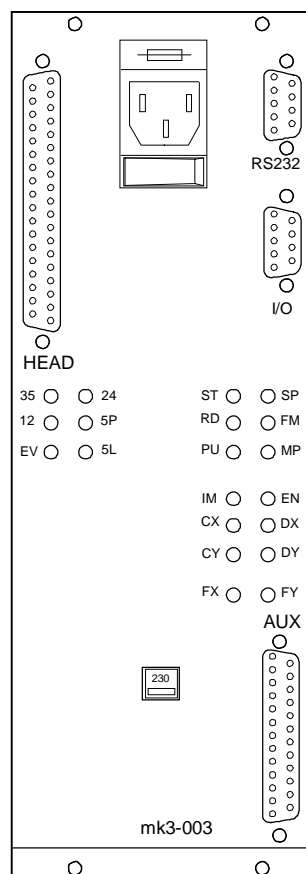 RS232
I/O
HEAD
35 24 ST SP
12 5P RD FM
EV 5L PU MP
IM EN
CX DX
CY DY
FX FY
AUX
230
mk3-003